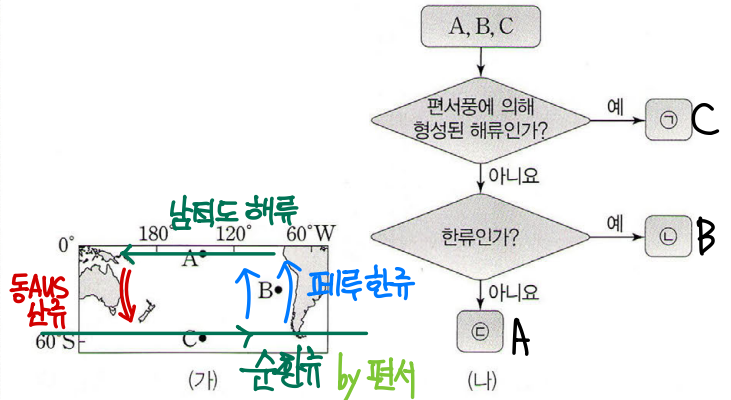 A, B, C
편서풍에 의해
형성된 해류인가?
예
㉠
C
아니요
한류인가?
예
㉡
B
아니요
㉢
A
(나)
남적도 해류
0°
180
120°
60°W
A
동AUS
난류
B
페루한류
60°S
C
순환류 by 편서
(가)